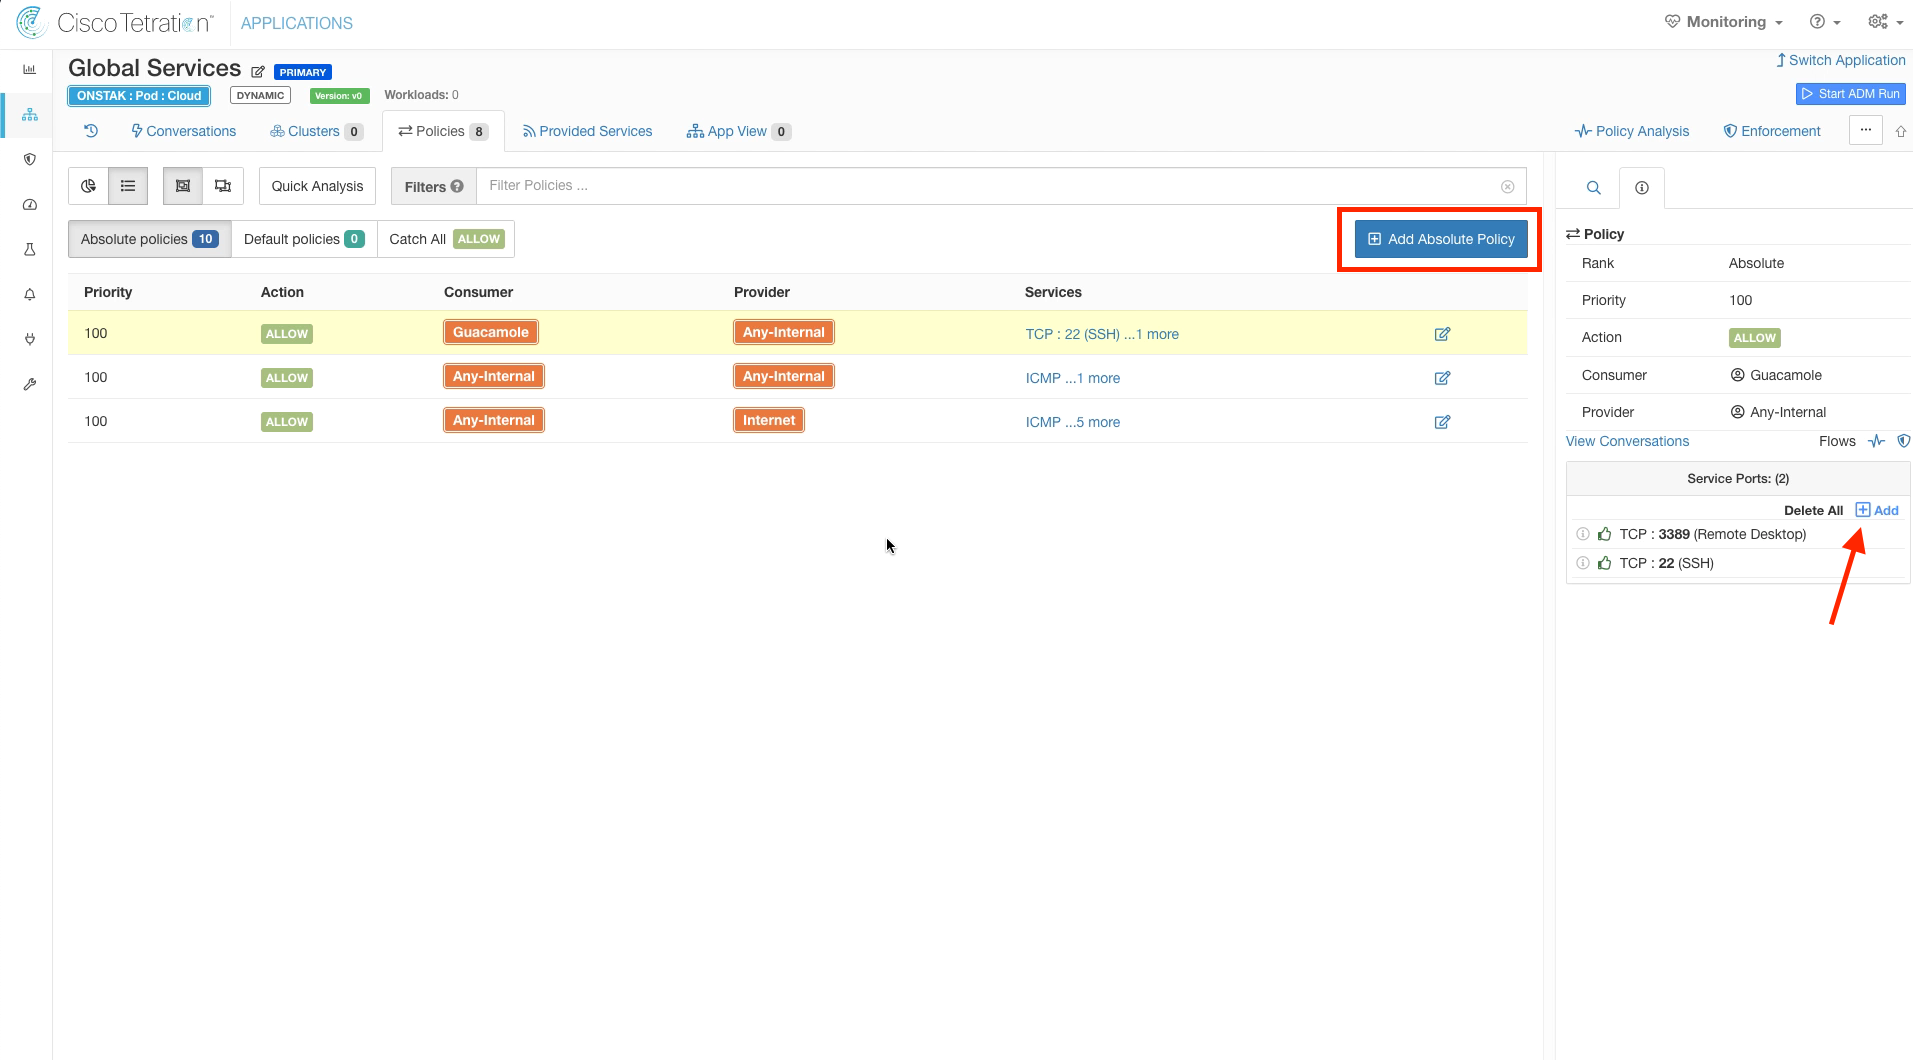 Cisco Tetration™ APPLICATIONS Monitoring
Global Services PRIMARY
Switch Application
ONSTAK : Pod : Cloud DYNAMIC Version: v0 Workloads: 0
Start ADM Run
Conversations Clusters 0 Policies 8 Provided Services App View 0 Policy Analysis Enforcement ...
Quick Analysis Filters Filter Policies ...
Absolute policies 10 Default policies 0 Catch All ALLOW Add Absolute Policy
Priority Action Consumer Provider Services
100 ALLOW Guacamole Any-Internal TCP : 22 (SSH) ...1 more
100 ALLOW Any-Internal Any-Internal ICMP ...1 more
100 ALLOW Any-Internal Internet ICMP ...5 more
Policy
Rank Absolute
Priority 100
Action ALLOW
Consumer Guacamole
Provider Any-Internal
View Conversations Flows
Service Ports: (2)
Delete All Add
TCP : 3389 (Remote Desktop)
TCP : 22 (SSH)